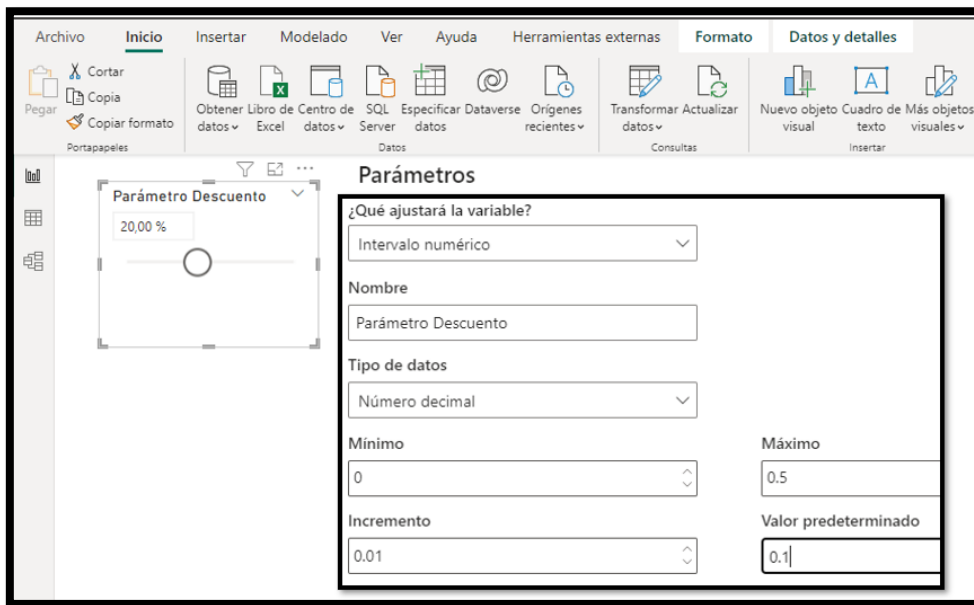 Archivo Inicio Insertar Modelado Ver Ayuda Herramientas externas Formato Datos y detalles
Pegar
Cortar
Copia
Copiar formato
Portapapeles
Obtener datos
Libro de Excel
Centro de datos
SQL Server
Especificar datos
Dataverse
Orígenes recientes
Datos
Transformar datos
Actualizar
Consultas
Nuevo objeto visual
Cuadro de texto
Más objetos visuales
Insertar
Parámetro Descuento
20,00 %
Parámetros
¿Qué ajustará la variable?
Intervalo numérico
Nombre
Parámetro Descuento
Tipo de datos
Número decimal
Mínimo
0
Máximo
0.5
Incremento
0.01
Valor predeterminado
0.1